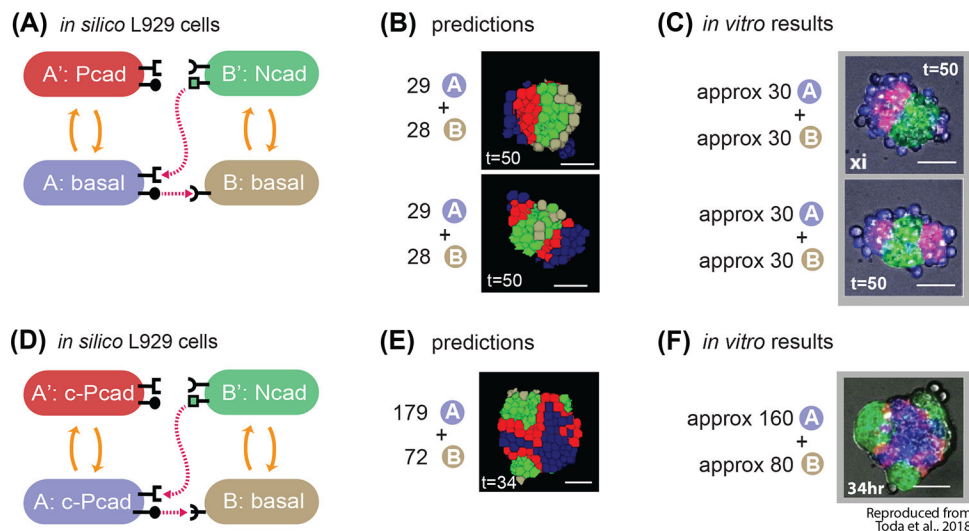 (A) in silico L929 cells
A': Pcad
B': Ncad
A: basal
B: basal
(B) predictions
29 A
+
28 B
t=50
29 A
+
28 B
t=50
(C) in vitro results
approx 30 A
+
approx 30 B
t=50
xi
approx 30 A
+
approx 30 B
t=50
(D) in silico L929 cells
A': c-Pcad
B': Ncad
A: c-Pcad
B: basal
(E) predictions
179 A
+
72 B
t=34
(F) in vitro results
approx 160 A
+
approx 80 B
34hr
Reproduced from
Toda et al., 2018